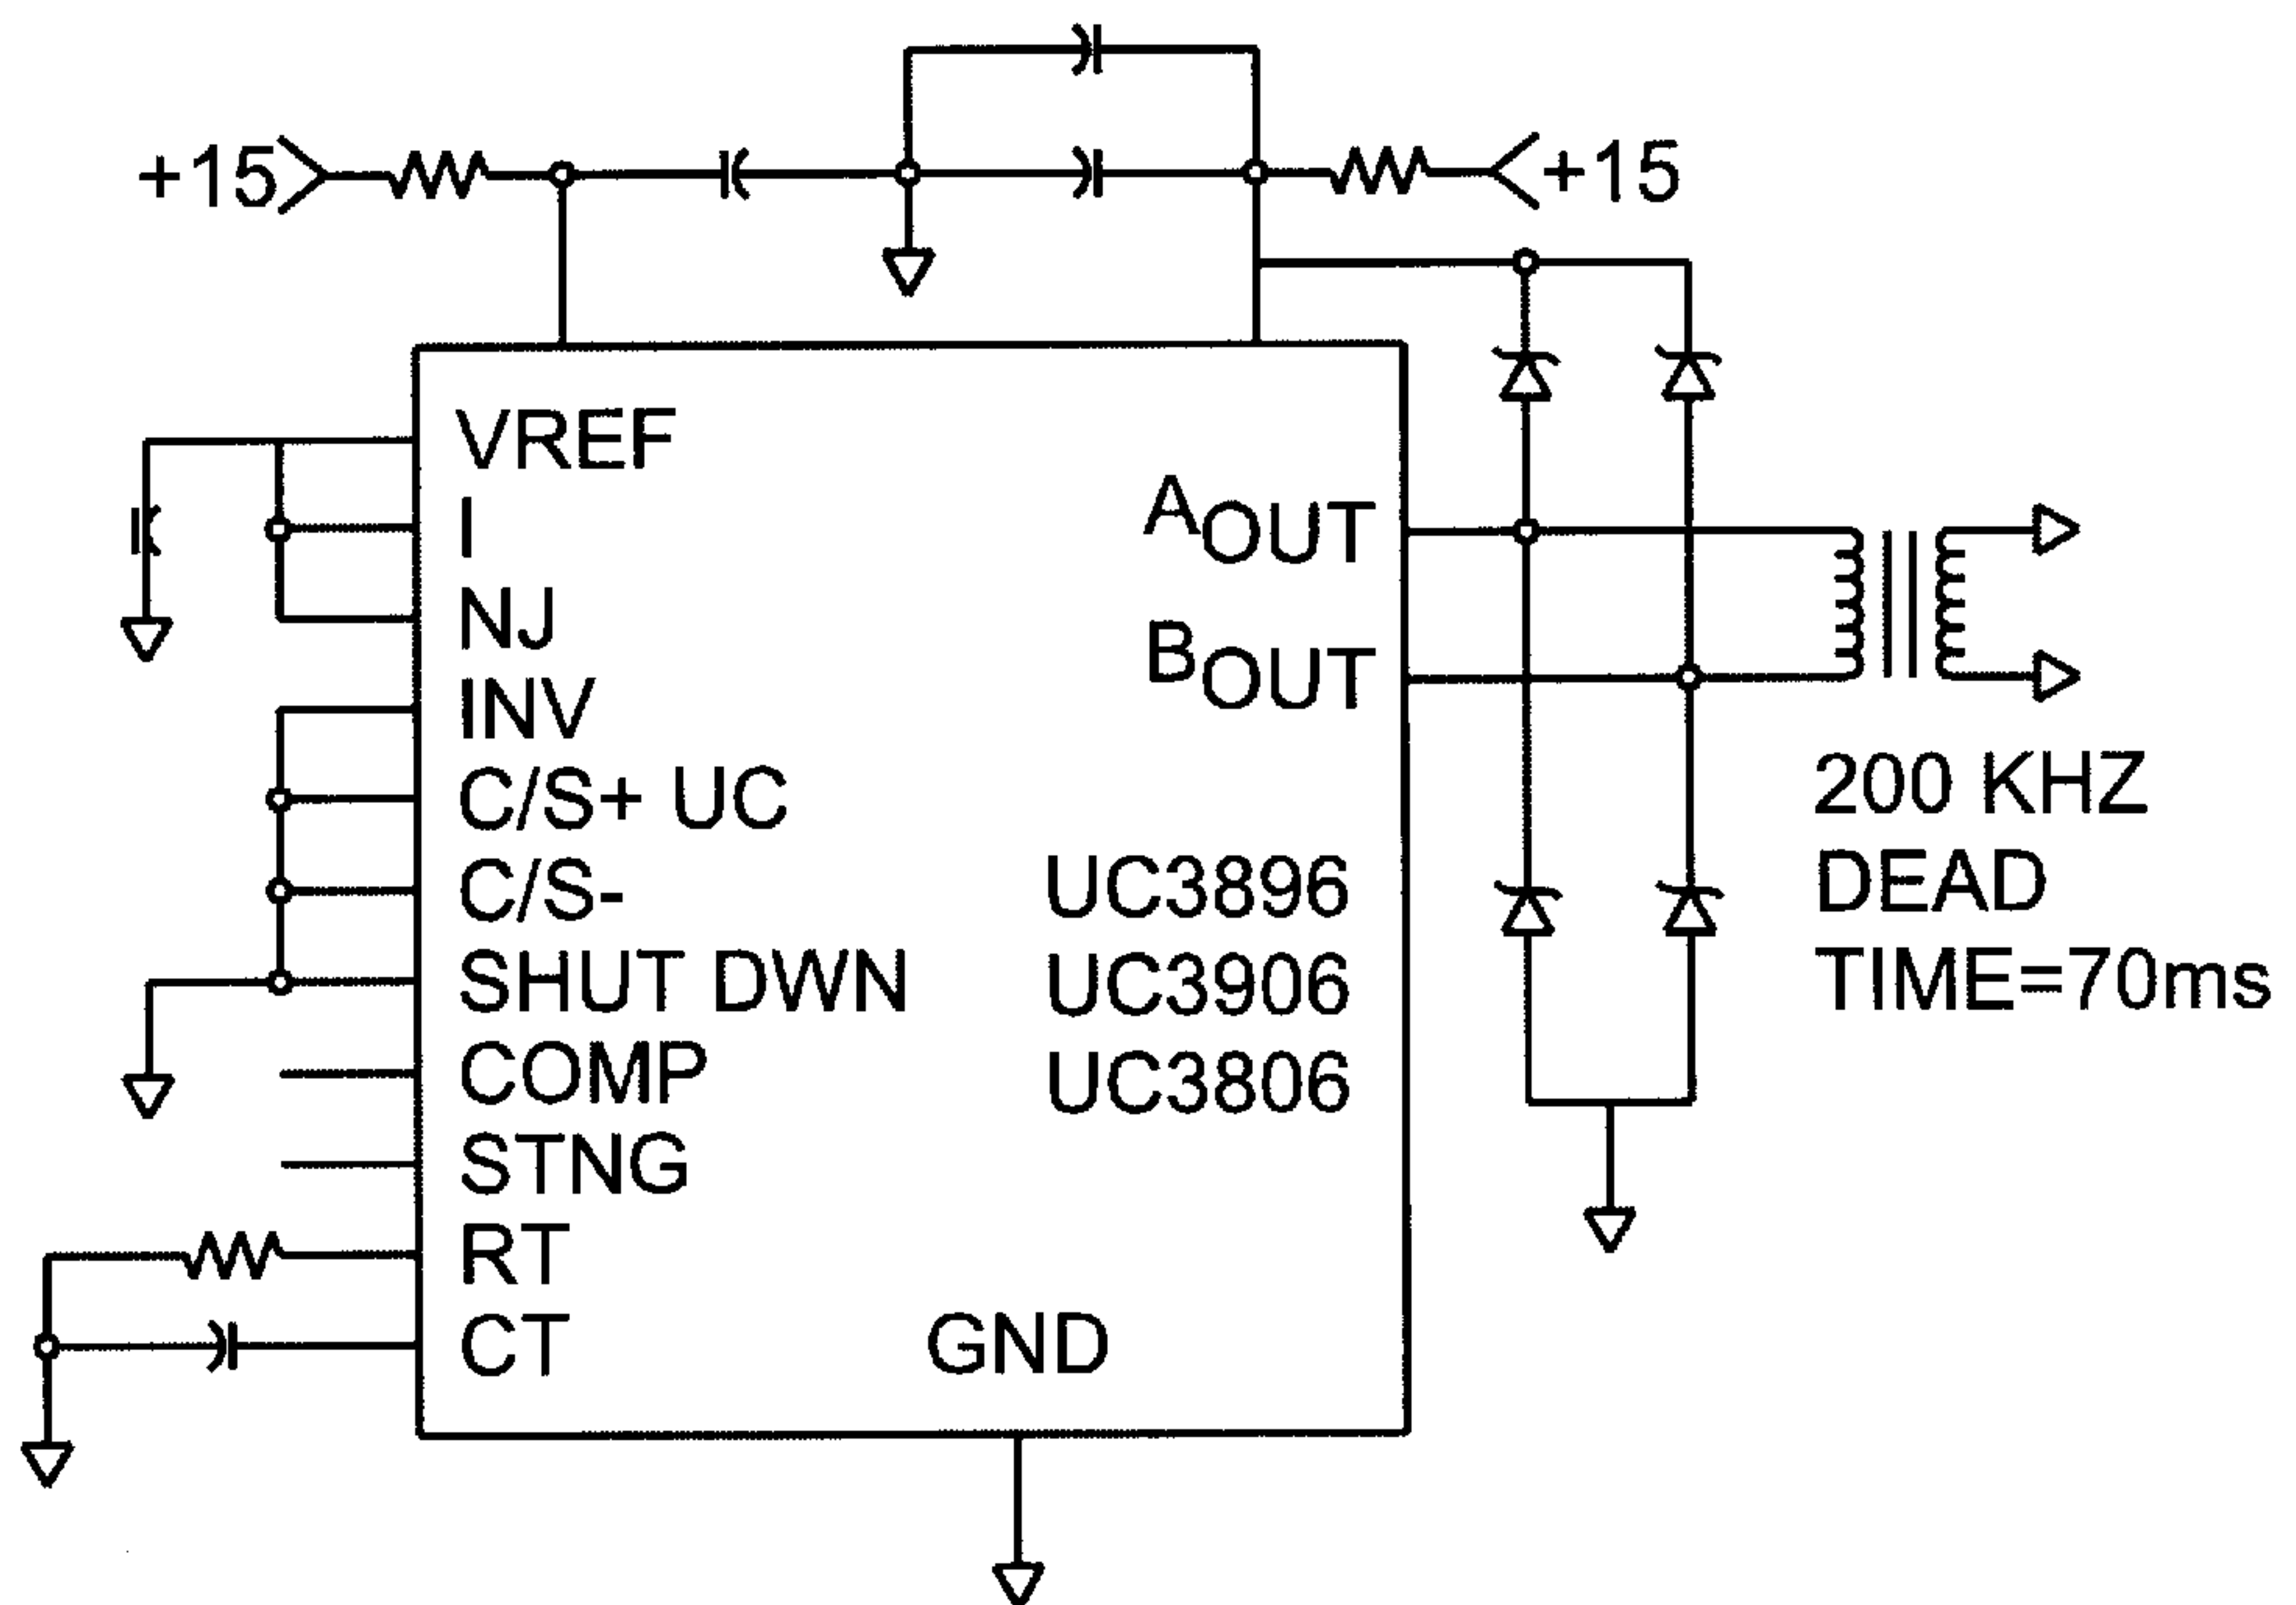 +15
+15
VREF
I
NJ
INV
C/S+ UC
C/S-
SHUT DWN
COMP
STNG
RT
CT
GND
AOUT
BOUT
UC3896
UC3906
UC3806
200 KHZ
DEAD
TIME=70ms